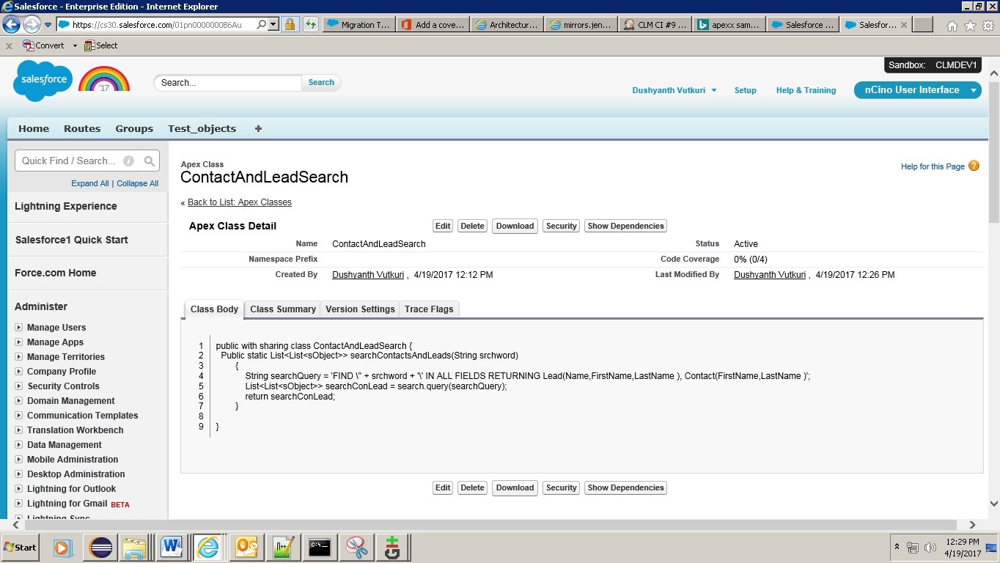 Salesforce - Enterprise Edition - Internet Explorer
https://cs30.salesforce.com/01pn0000000B6Au
Migration T...
Add a cove...
Architectur...
mirrors.jen...
CLM CI #9 ...
apexx sam...
Salesforce ...
Salesfor...
Convert
Select
Sandbox: CLMDEV1
salesforce
'17
Search...
Search
Dushyanth Vutkuri
Setup
Help & Training
nCino User Interface
Home Routes Groups Test_objects +
Quick Find / Search...
Expand All | Collapse All
Lightning Experience
Salesforce1 Quick Start
Force.com Home
Administer
Manage Users
Manage Apps
Manage Territories
Company Profile
Security Controls
Domain Management
Communication Templates
Translation Workbench
Data Management
Mobile Administration
Desktop Administration
Lightning for Outlook
Lightning for Gmail BETA
Lightning Sync
Apex Class
ContactAndLeadSearch
Help for this Page ?
« Back to List: Apex Classes
Apex Class Detail
Edit Delete Download Security Show Dependencies
Name ContactAndLeadSearch Status Active
Namespace Prefix Code Coverage 0% (0/4)
Created By Dushyanth Vutkuri , 4/19/2017 12:12 PM Last Modified By Dushyanth Vutkuri , 4/19/2017 12:26 PM
Class Body Class Summary Version Settings Trace Flags
1 public with sharing class ContactAndLeadSearch {
2 Public static List<List<sObject>> searchContactsAndLeads(String srchword)
3 {
4 String searchQuery = 'FIND \'' + srchword + '\' IN ALL FIELDS RETURNING Lead(Name,FirstName,LastName ), Contact(FirstName,LastName )';
5 List<List<sObject>> searchConLead = search.query(searchQuery);
6 return searchConLead;
7 }
8
9 }
Edit Delete Download Security Show Dependencies
Start
12:29 PM
4/19/2017